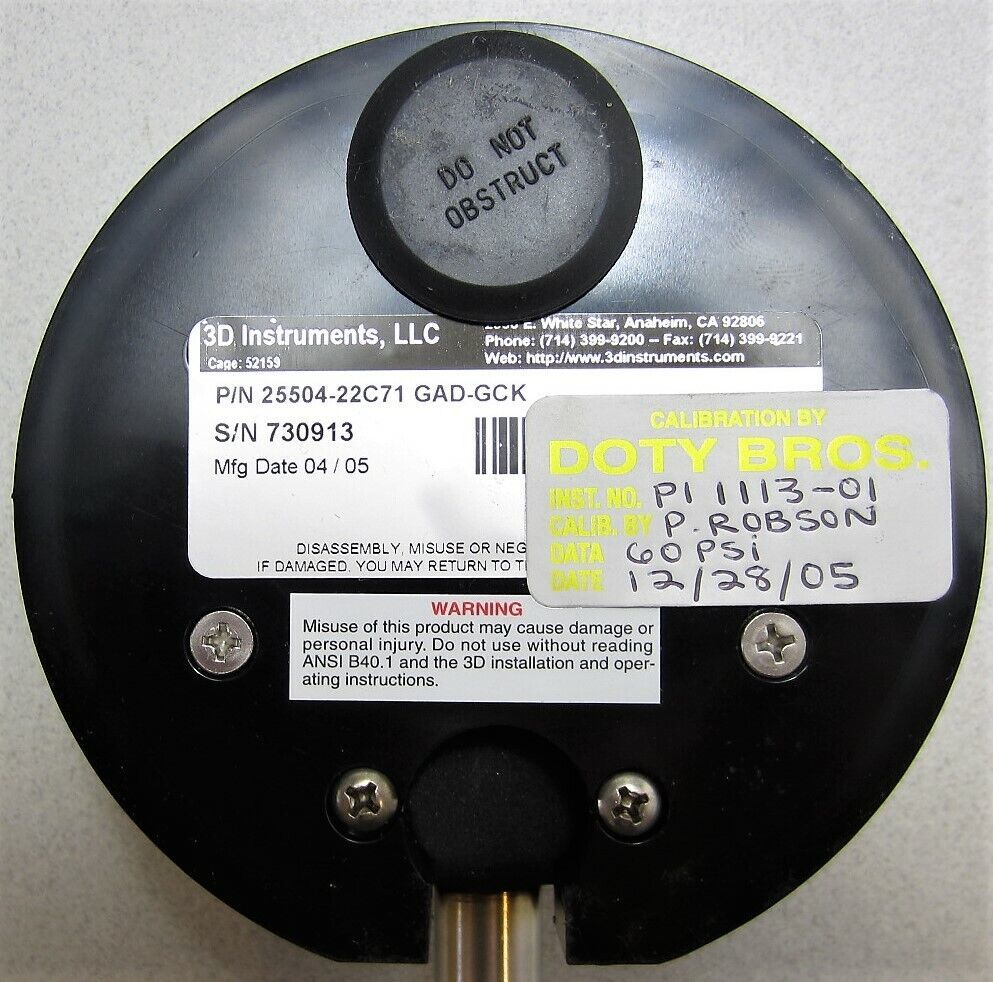 DO NOT
OBSTRUCT
3D Instruments, LLC
Cage: 52159
E. White Star, Anaheim, CA 92806
Phone: (714) 399-9200 – Fax: (714) 399-9221
Web: http://www.3dinstruments.com
P/N 25504-22C71 GAD-GCK
S/N 730913
Mfg Date 04 / 05
DISASSEMBLY, MISUSE OR
IF DAMAGED. YOU MAY RETURN TO
CALIBRATION BY
DOTY BROS.
INST. NO. PI 1113-01
CALIB. BY P. ROBSON
DATA 60 PSi
DATE 12/28/05
WARNING
Misuse of this product may cause damage or
personal injury. Do not use without reading
ANSI B40.1 and the 3D installation and oper-
ating instructions.